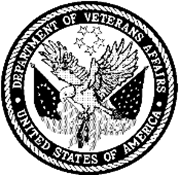 DEPARTMENT OF VETERANS AFFAIRS
UNITED STATES OF AMERICA